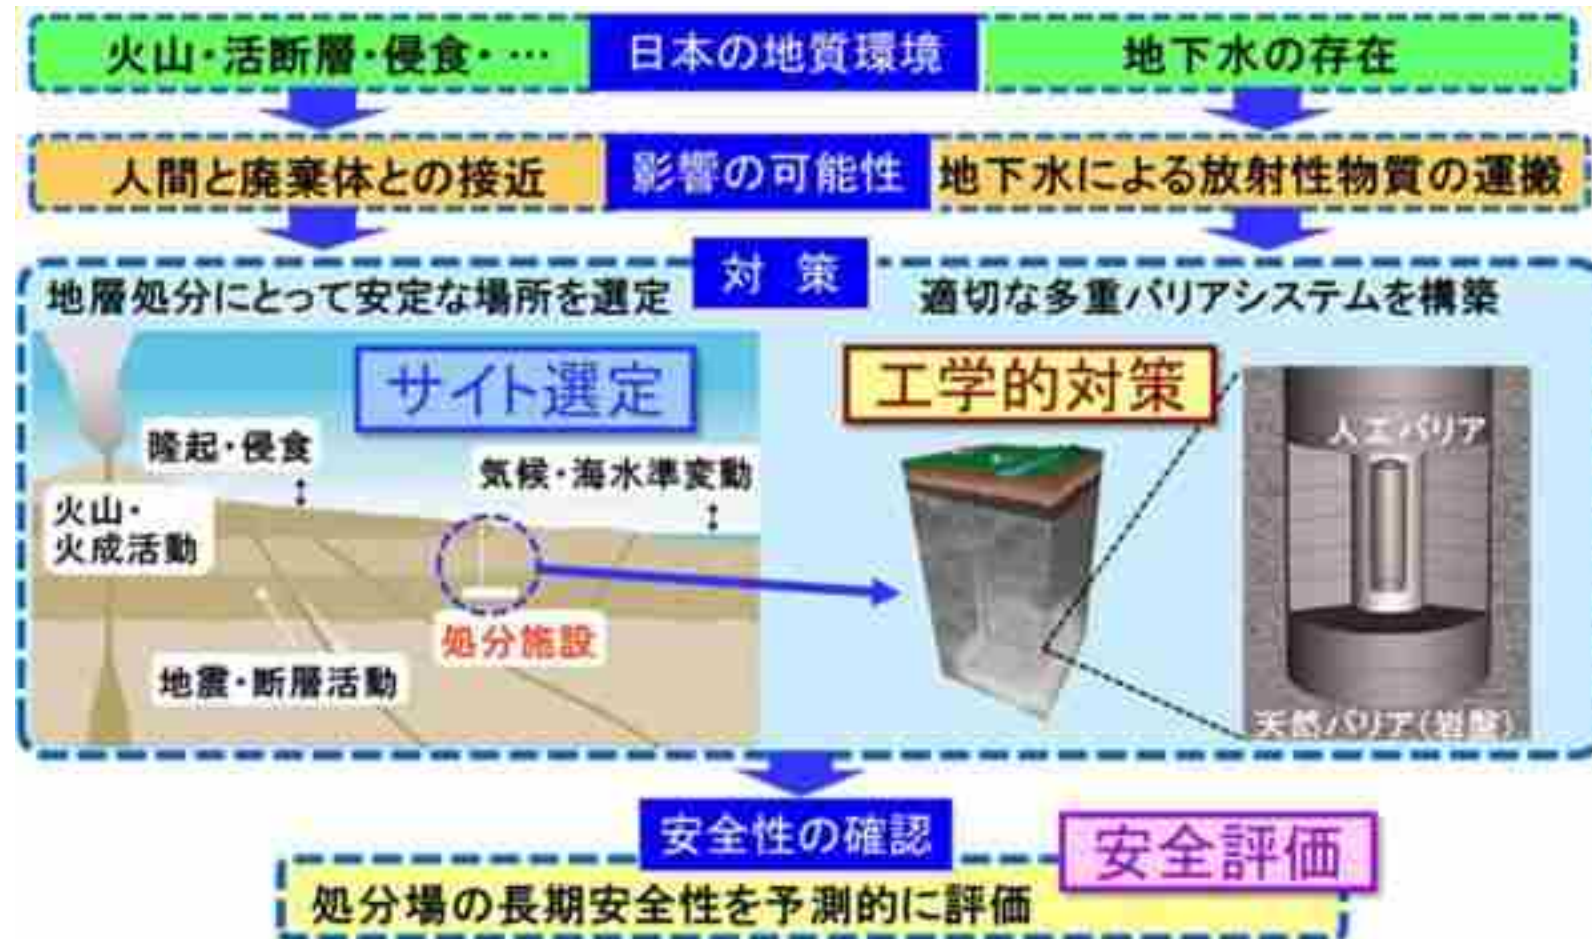 火山・活断層・侵食・…
日本の地質環境
地下水の存在
人間と廃棄体との接近
影響の可能性
地下水による放射性物質の運搬
対 策
地層処分にとって安定な場所を選定
適切な多重バリアシステムを構築
サイト選定
工学的対策
隆起・侵食
気候・海水準変動
火山・
火成活動
処分施設
地震・断層活動
人工バリア
天然バリア(岩盤)
安全性の確認
安全評価
処分場の長期安全性を予測的に評価